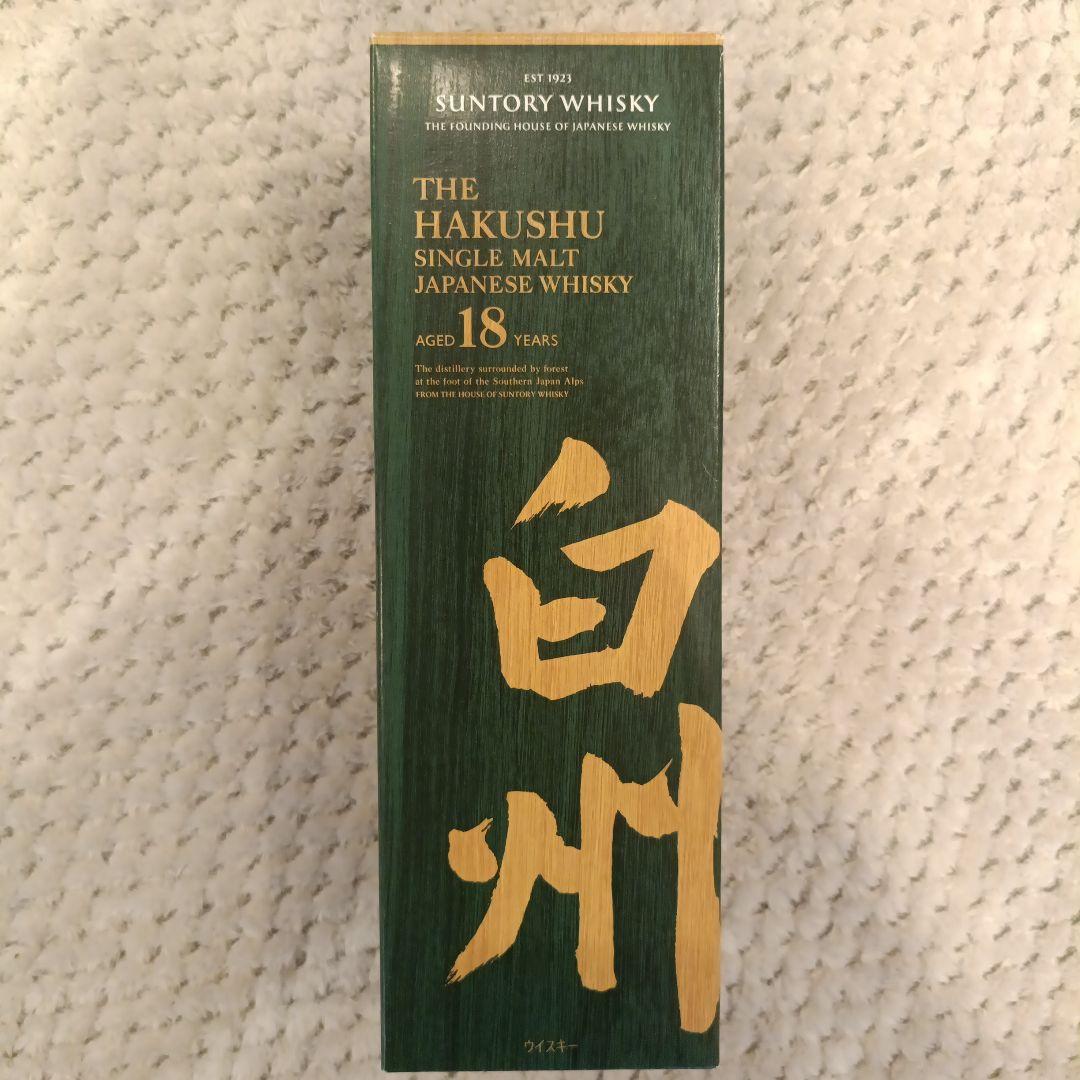 EST 1923
SUNTORY WHISKY
THE FOUNDING HOUSE OF JAPANESE WHISKY
THE
HAKUSHU
SINGLE MALT
JAPANESE WHISKY
AGED 18 YEARS
The distillery surrounded by forest
at the foot of the Southern Japan Alps
FROM THE HOUSE OF SUNTORY WHISKY
白
州
ウイスキー